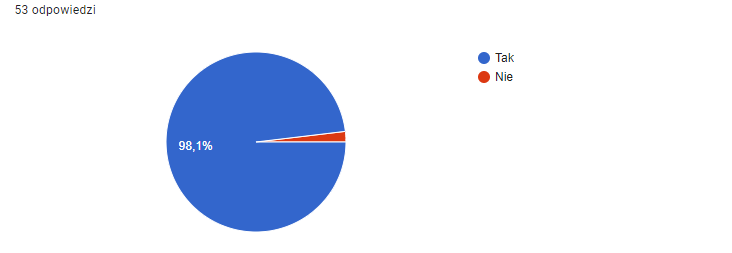 53 odpowiedzi
Tak
Nie
98,1%